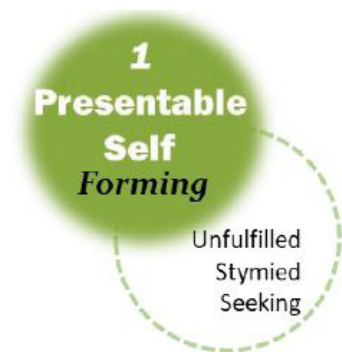 1
Presentable
Self
Forming
Unfulfilled
Stymied
Seeking